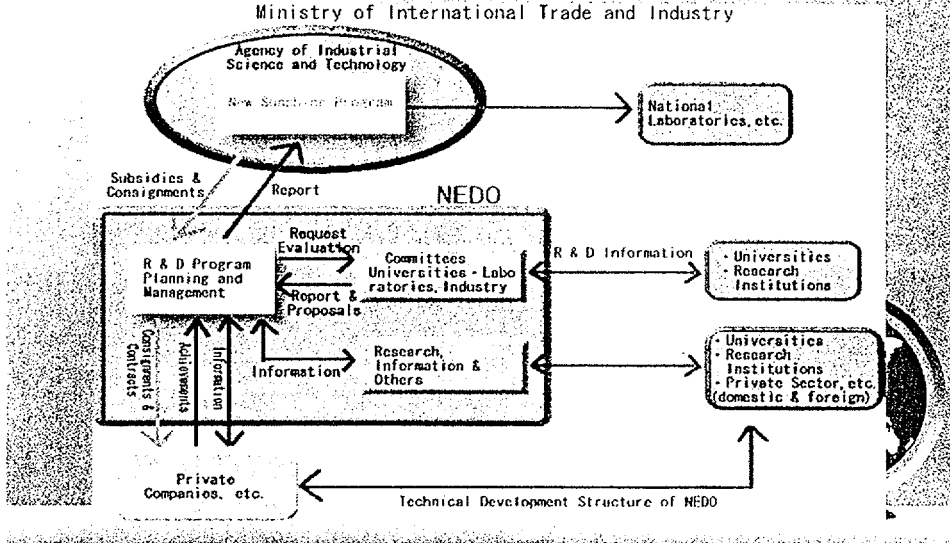 Ministry of International Trade and Industry
Agency of Industrial
Science and Technology
New Sunshine Program
National
Laboratories, etc.
Subsidies &
Consignments
Report
NEDO
Request
Evaluation
R & D Program
Planning and
Management
Committees
Universities · Labo
ratories, Industry
R & D Information
· Universities
· Research
Institutions
Report &
Proposals
Information
Research,
Information &
Others
· Universities
· Research
Institutions
· Private Sector, etc.
(domestic & foreign)
Consignments &
Contracts
Achievements
Information
Private
Companies, etc.
Technical Development Structure of NEDO